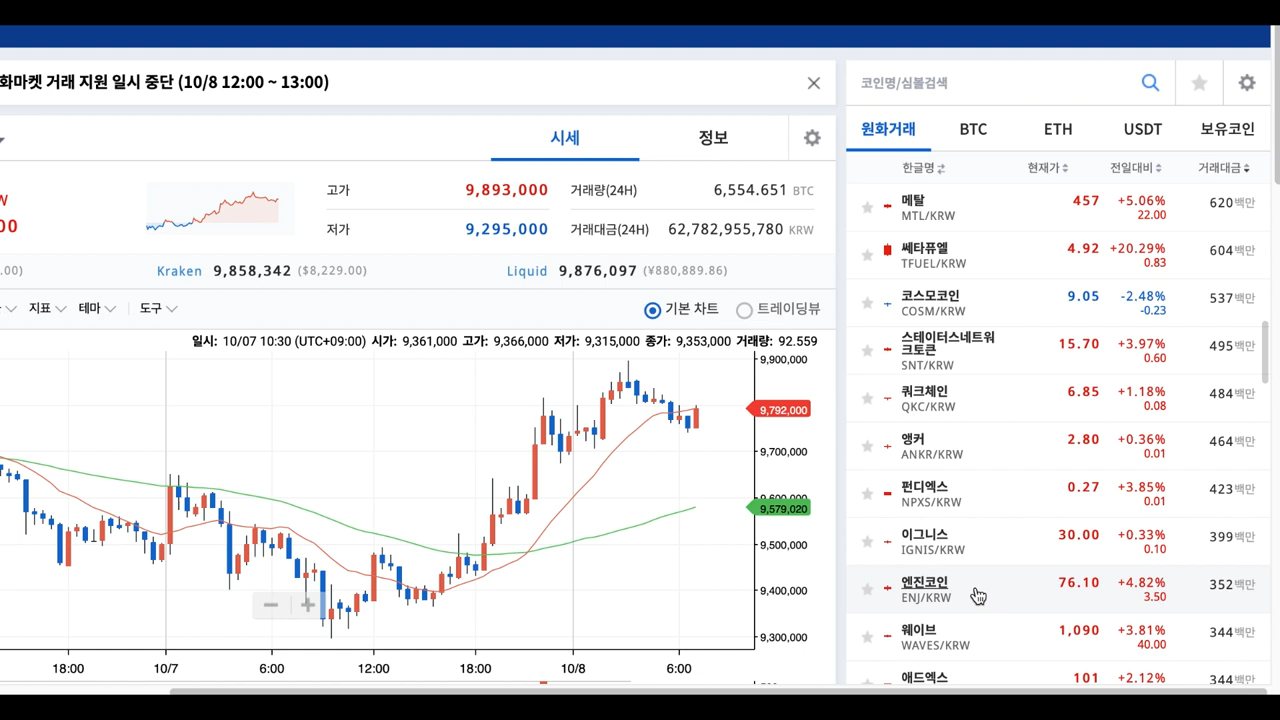 화마켓 거래 지원 일시 중단 (10/8 12:00 ~ 13:00)
시세 정보
W
00
고가 9,893,000 거래량(24H) 6,554.651 BTC
저가 9,295,000 거래대금(24H) 62,782,955,780 KRW
.00) Kraken 9,858,342 ($8,229.00) Liquid 9,876,097 (¥880,889.86)
지표 테마 도구 기본 차트 트레이딩뷰
일시: 10/07 10:30 (UTC+09:00) 시가: 9,361,000 고가: 9,366,000 저가: 9,315,000 종가: 9,353,000 거래량: 92.559
9,900,000
9,792,000
9,700,000
9,600,000
9,579,020
9,500,000
9,400,000
9,300,000
18:00 10/7 6:00 12:00 18:00 10/8 6:00
코인명/심볼검색
원화거래 BTC ETH USDT 보유코인
한글명 현재가 전일대비 거래대금
메탈 457 +5.06% 620백만
MTL/KRW 22.00
쎄타퓨엘 4.92 +20.29% 604백만
TFUEL/KRW 0.83
코스모코인 9.05 -2.48% 537백만
COSM/KRW -0.23
스테이터스네트워
크토큰 15.70 +3.97% 495백만
SNT/KRW 0.60
쿼크체인 6.85 +1.18% 484백만
QKC/KRW 0.08
앵커 2.80 +0.36% 464백만
ANKR/KRW 0.01
펀디엑스 0.27 +3.85% 423백만
NPXS/KRW 0.01
이그니스 30.00 +0.33% 399백만
IGNIS/KRW 0.10
엔진코인 76.10 +4.82% 352백만
ENJ/KRW 3.50
웨이브 1,090 +3.81% 344백만
WAVES/KRW 40.00
애드엑스 101 +2.12% 344백만